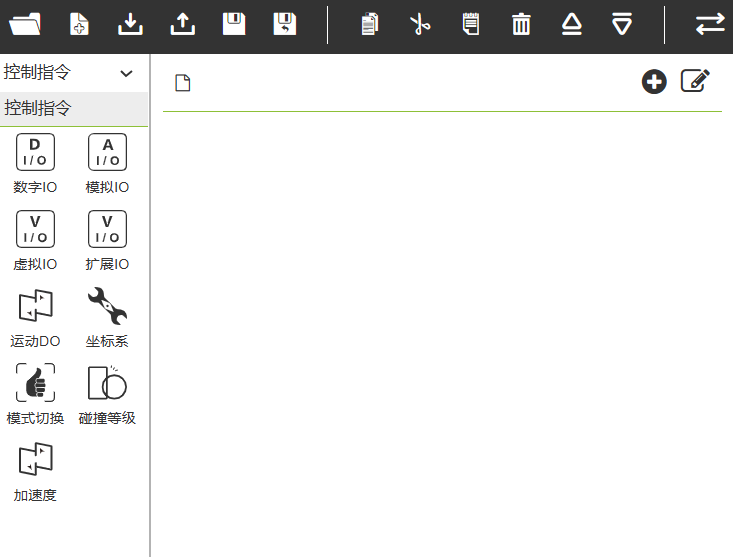 控制指令
控制指令
D
I/O
A
I/O
数字IO
模拟IO
V
I/O
V
I/O
虚拟IO
扩展IO
运动DO
坐标系
模式切换
碰撞等级
加速度